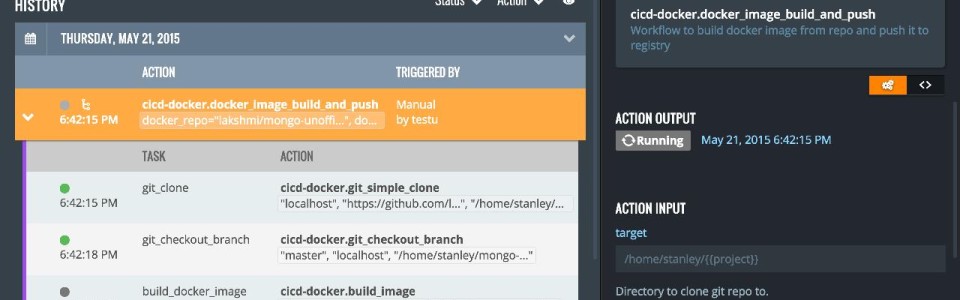 HISTORY
Status
Action
THURSDAY, MAY 21, 2015
ACTION
TRIGGERED BY
cicd-docker.docker_image_build_and_push
Manual
6:42:15 PM
docker_repo="lakshmi/mongo-unoffi...", do...
by testu
TASK
ACTION
git_clone
cicd-docker.git_simple_clone
6:42:15 PM
"localhost", "https://github.com/l...", "/home/stanley/...
git_checkout_branch
cicd-docker.git_checkout_branch
6:42:18 PM
"master", "localhost", "/home/stanley/mongo-..."
build_docker_image
cicd-docker.build_image
cicd-docker.docker_image_build_and_push
Workflow to build docker image from repo and push it to
registry
<>
ACTION OUTPUT
Running
May 21, 2015 6:42:15 PM
ACTION INPUT
target
/home/stanley/{{project}}
Directory to clone git repo to.